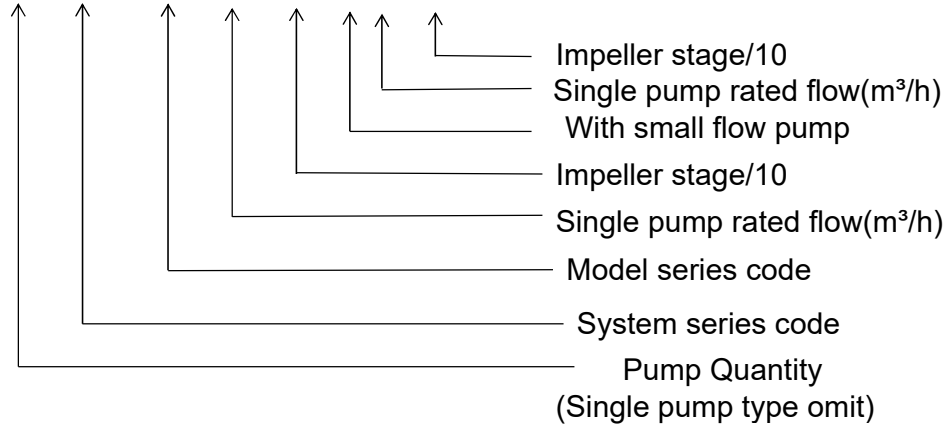 Impeller stage/10
Single pump rated flow(m³/h)
With small flow pump
Impeller stage/10
Single pump rated flow(m³/h)
Model series code
System series code
Pump Quantity
(Single pump type omit)